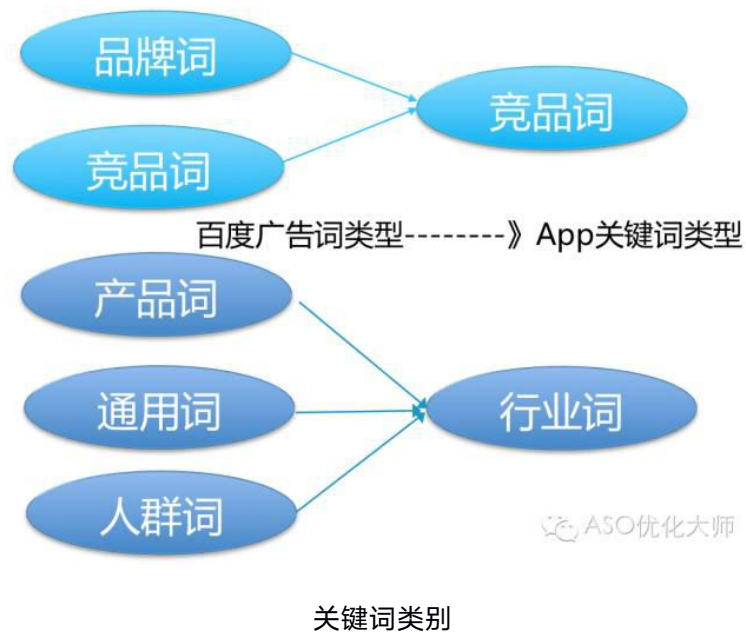 品牌词
竞品词
竞品词
百度广告词类型--------》App关键词类型
产品词
通用词
行业词
人群词
ASO优化大师
关键词类别